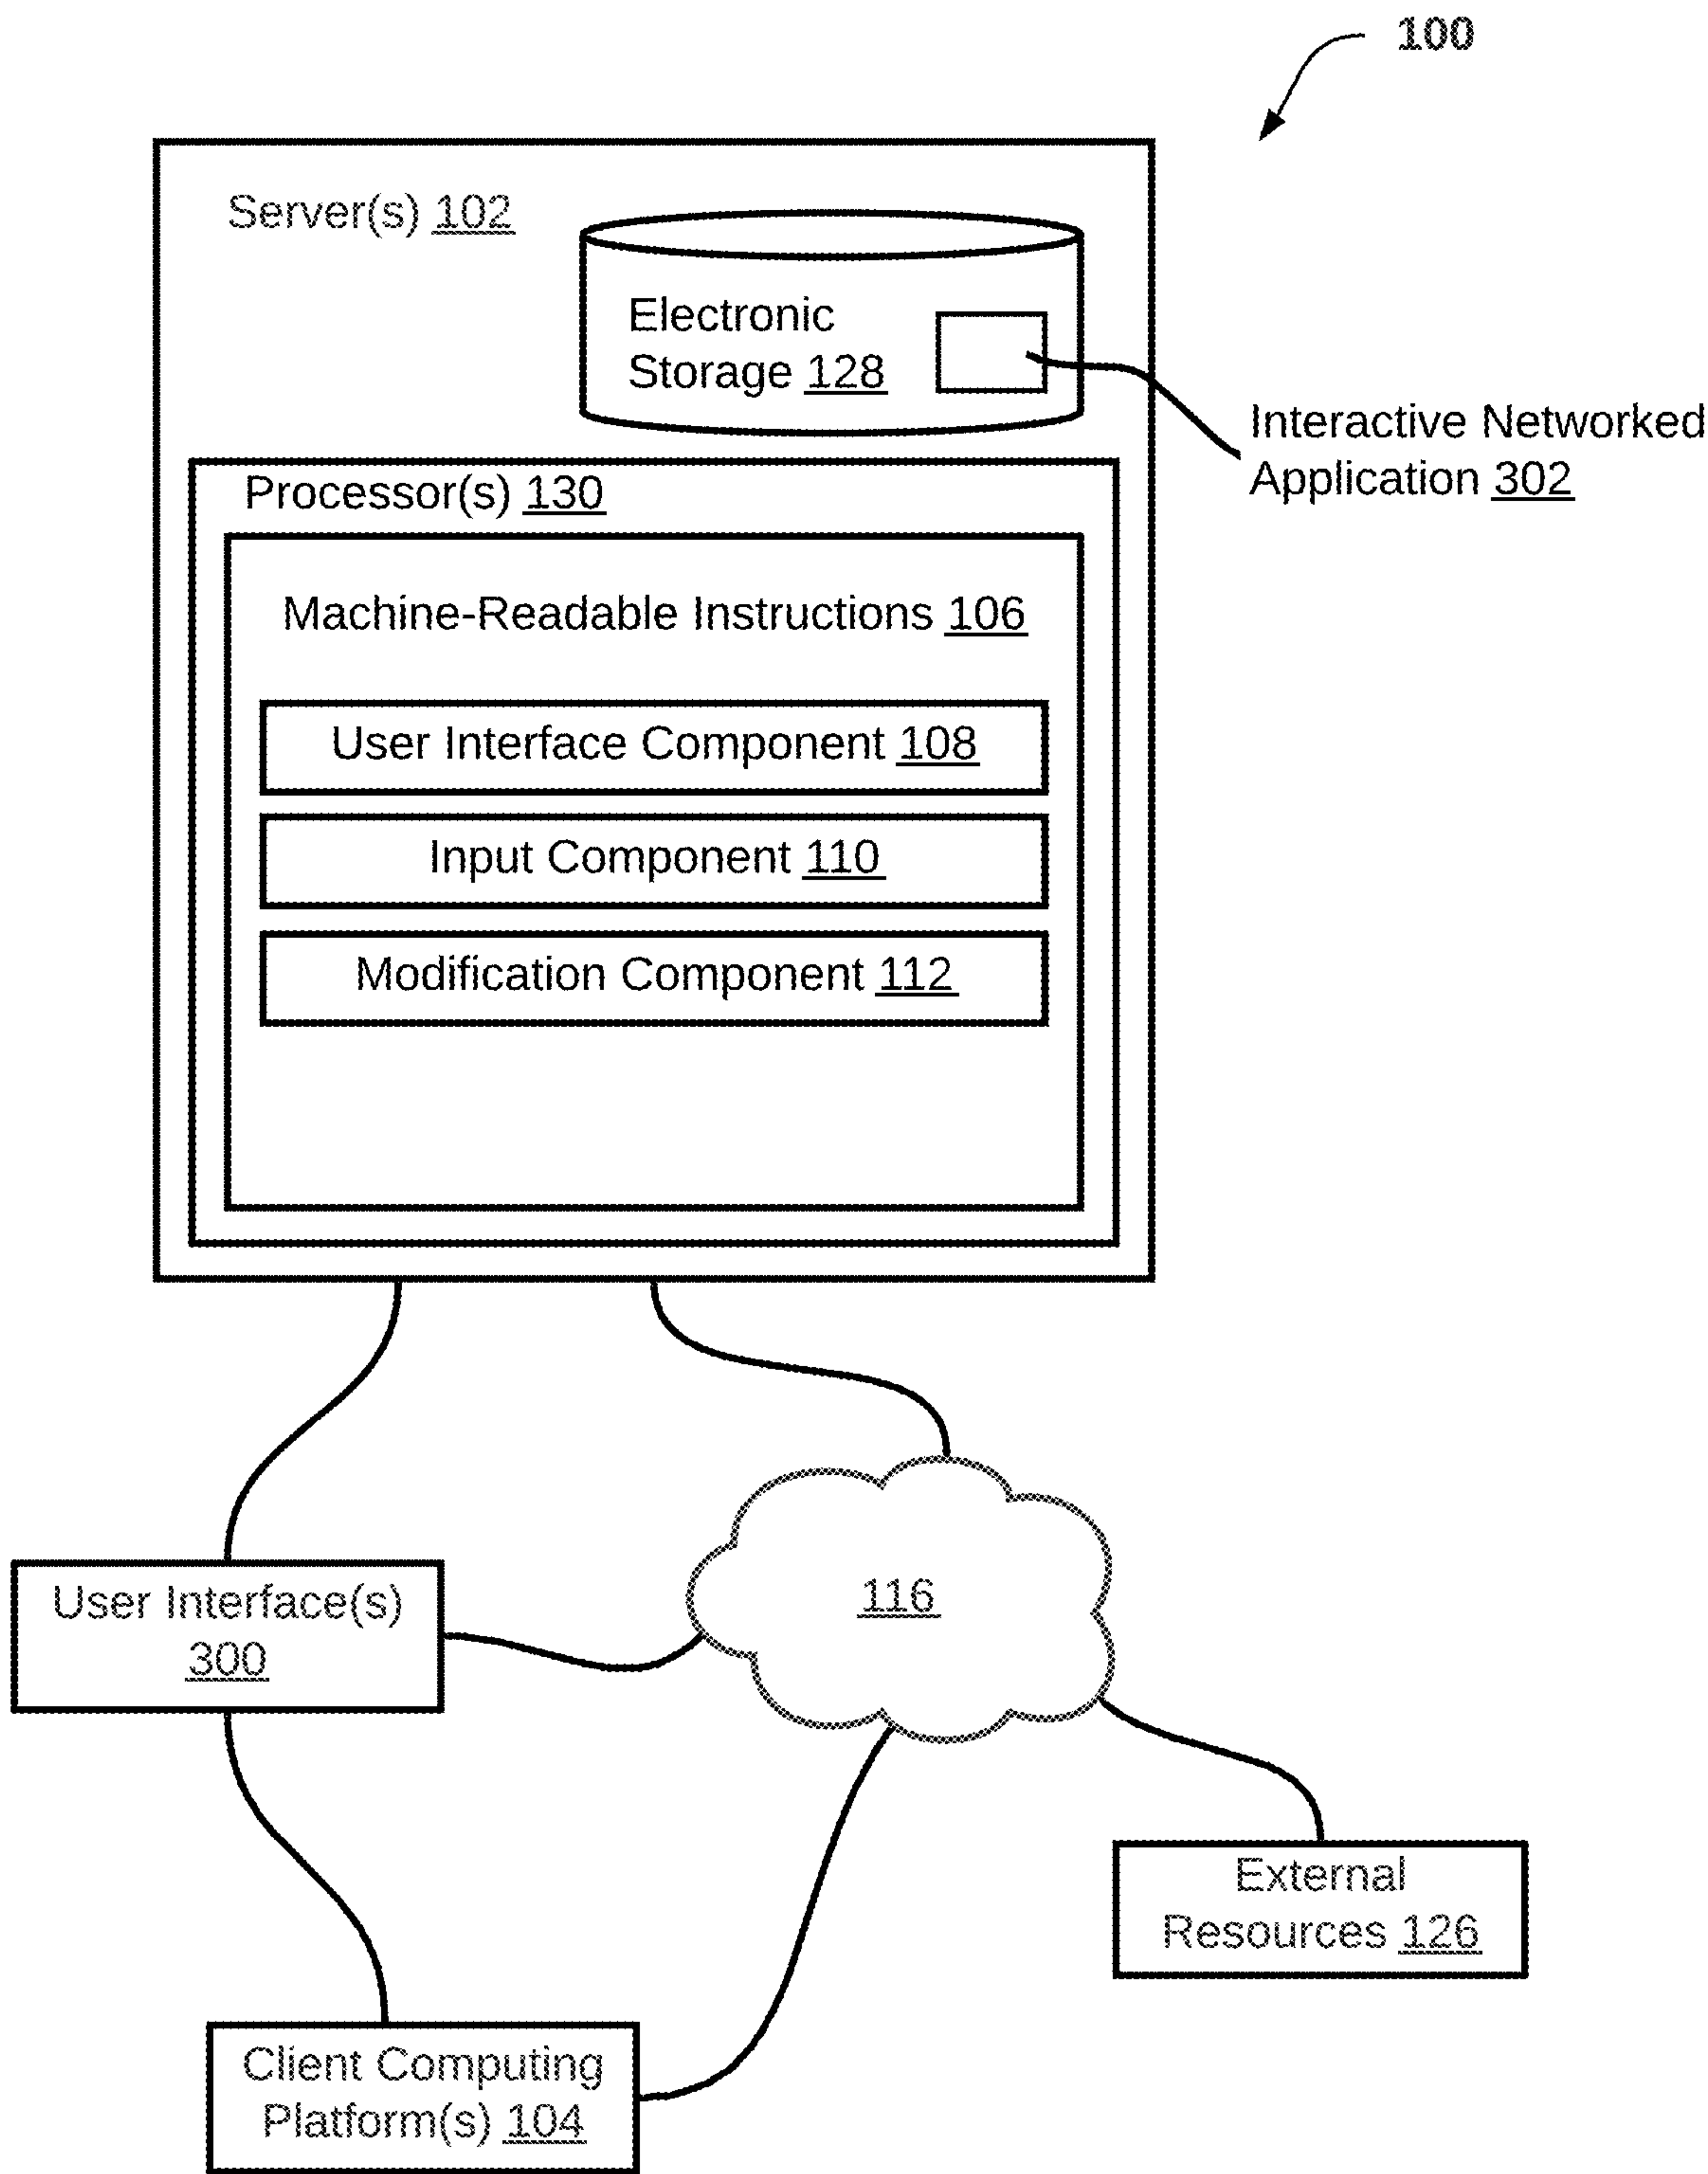 100
Server(s) 102
Electronic
Storage 128
Interactive Networked
Application 302
Processor(s) 130
Machine-Readable Instructions 106
User Interface Component 108
Input Component 110
Modification Component 112
User Interface(s)
300
116
External
Resources 126
Client Computing
Platform(s) 104